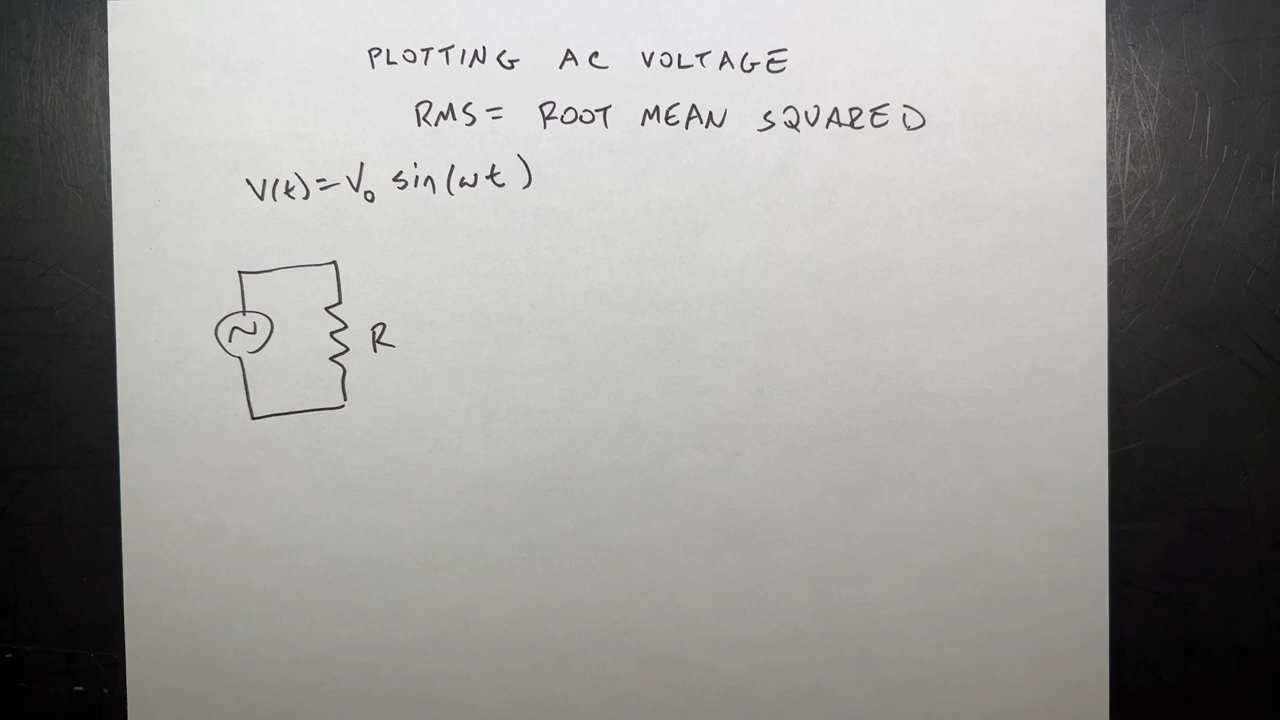 PLOTTING AC VOLTAGE
RMS = ROOT MEAN SQUARED
V(t) = V₀ sin(ωt)
R